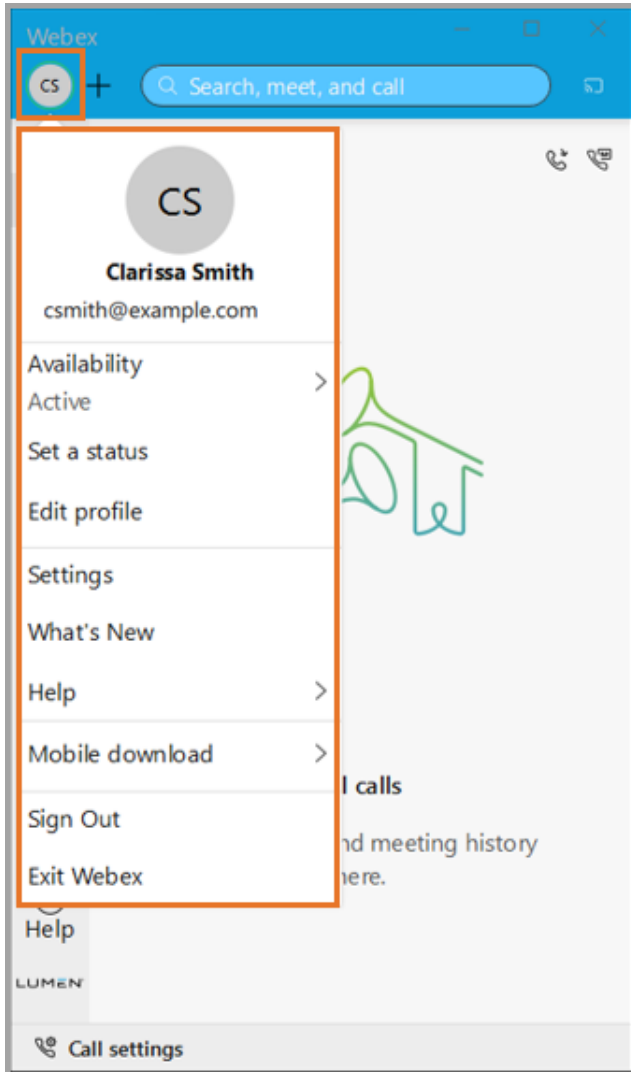 Webex
CS
Search, meet, and call
CS
Clarissa Smith
csmith@example.com
Availability
Active
Set a status
Edit profile
Settings
What's New
Help
Mobile download
Sign Out
Exit Webex
l calls
nd meeting history
here.
Help
LUMEN
Call settings